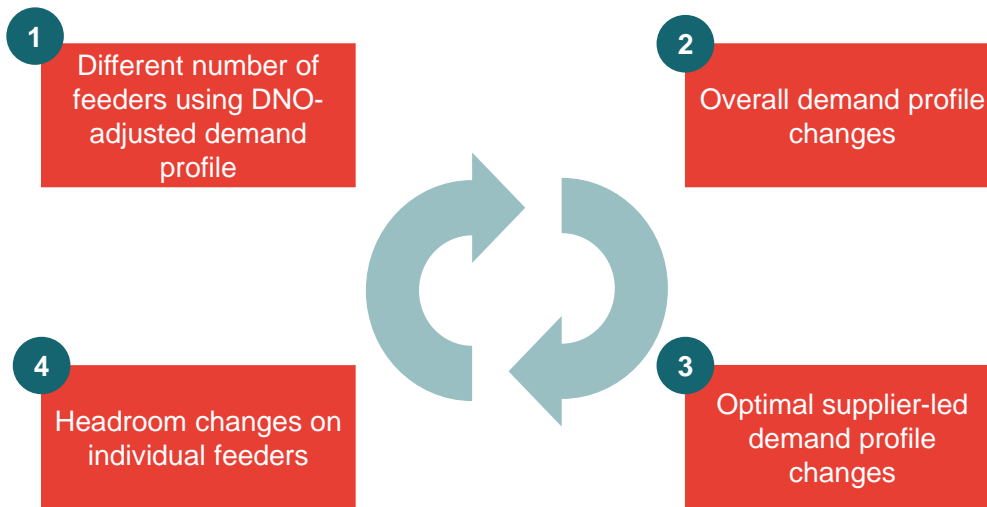 1
Different number of
feeders using DNO-
adjusted demand
profile
2
Overall demand profile
changes
3
Optimal supplier-led
demand profile
changes
4
Headroom changes on
individual feeders